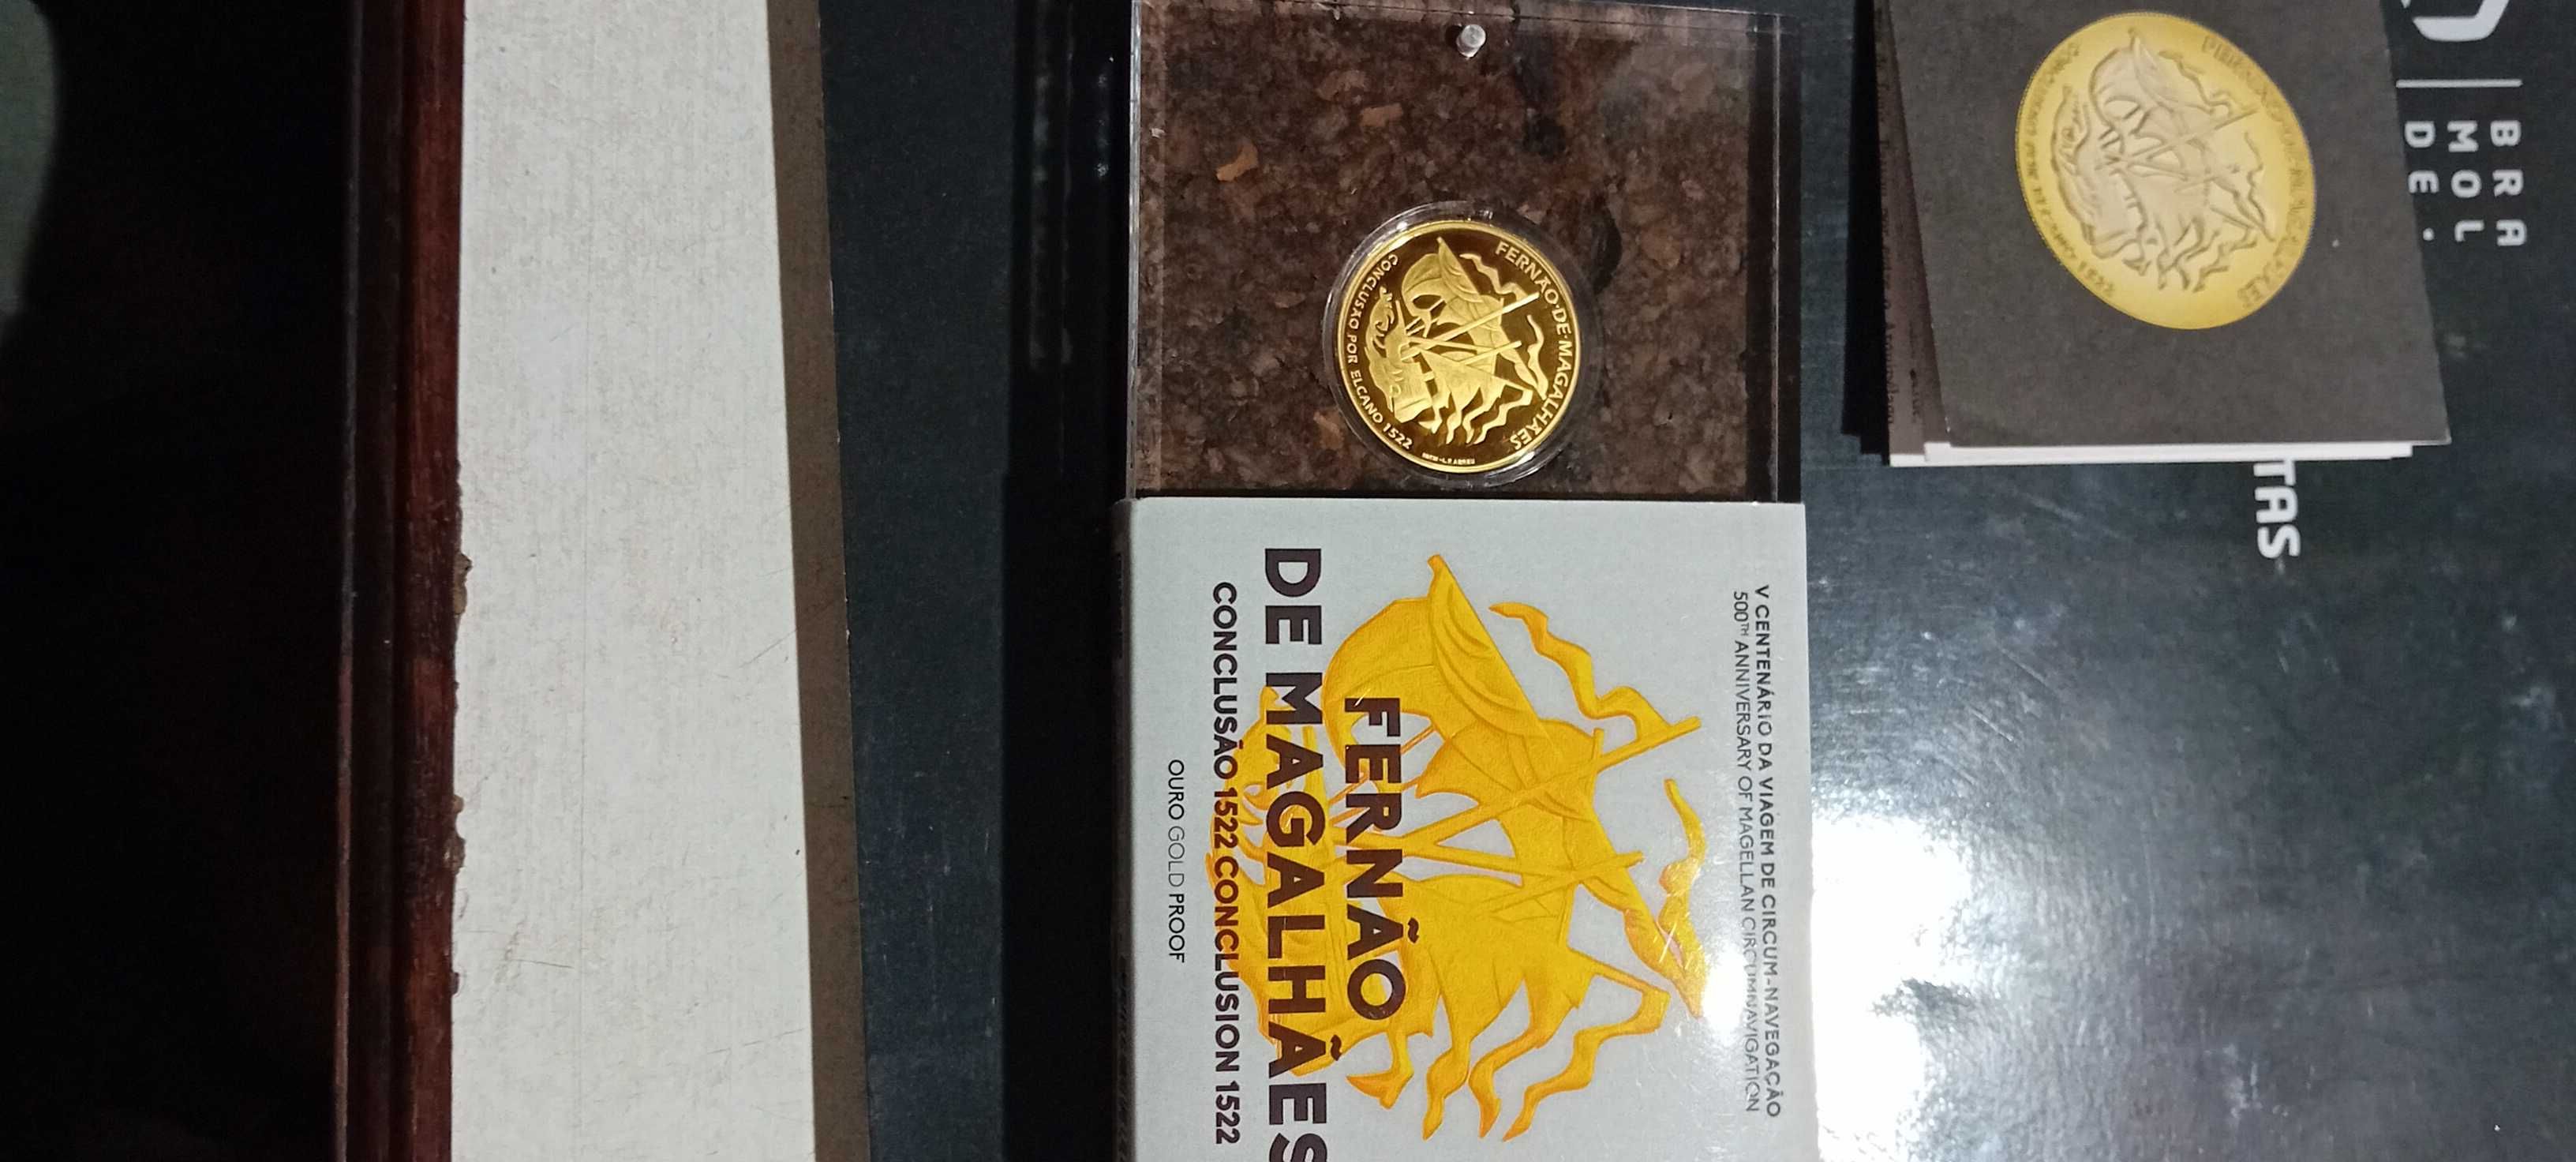 V CENTENÁRIO DA VIAGEM DE CIRCUM-NAVEGAÇÃO
500TH ANNIVERSARY OF MAGELLAN CIRCUMNAVIGATION
FERNÃO
DE MAGALHÃES
CONCLUSÃO 1522 CONCLUSION 1522
OURO GOLD PROOF
FERNÃO·DE·MAGALHÃES
CONCLUSÃO POR ELCANO 1522
BRA
MOL
DE.
TAS